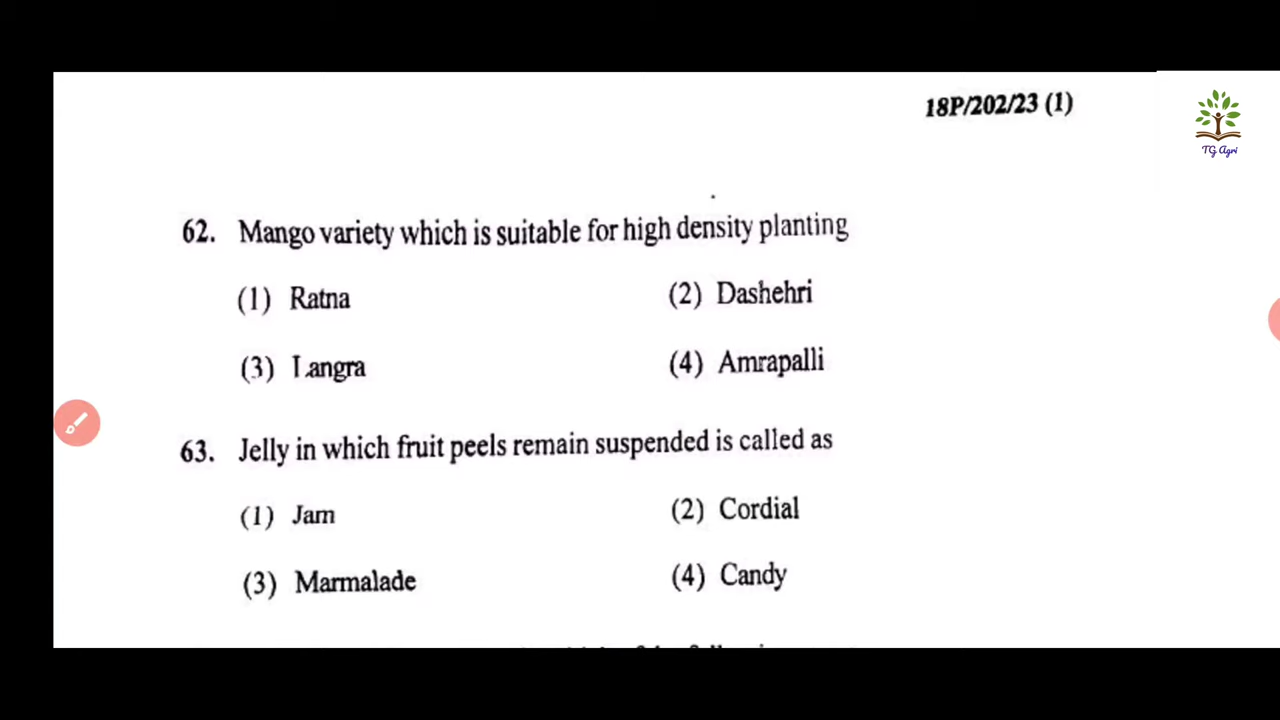 18P/202/23 (1)
TG Agri
62. Mango variety which is suitable for high density planting
(1) Ratna (2) Dashehri
(3) Langra (4) Amrapalli
63. Jelly in which fruit peels remain suspended is called as
(1) Jam (2) Cordial
(3) Marmalade (4) Candy